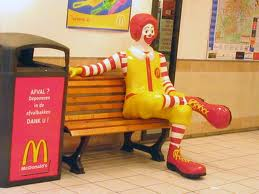 AFVAL ?
Deponeren
in de
afvalbakken
DANK U !
McDonald's